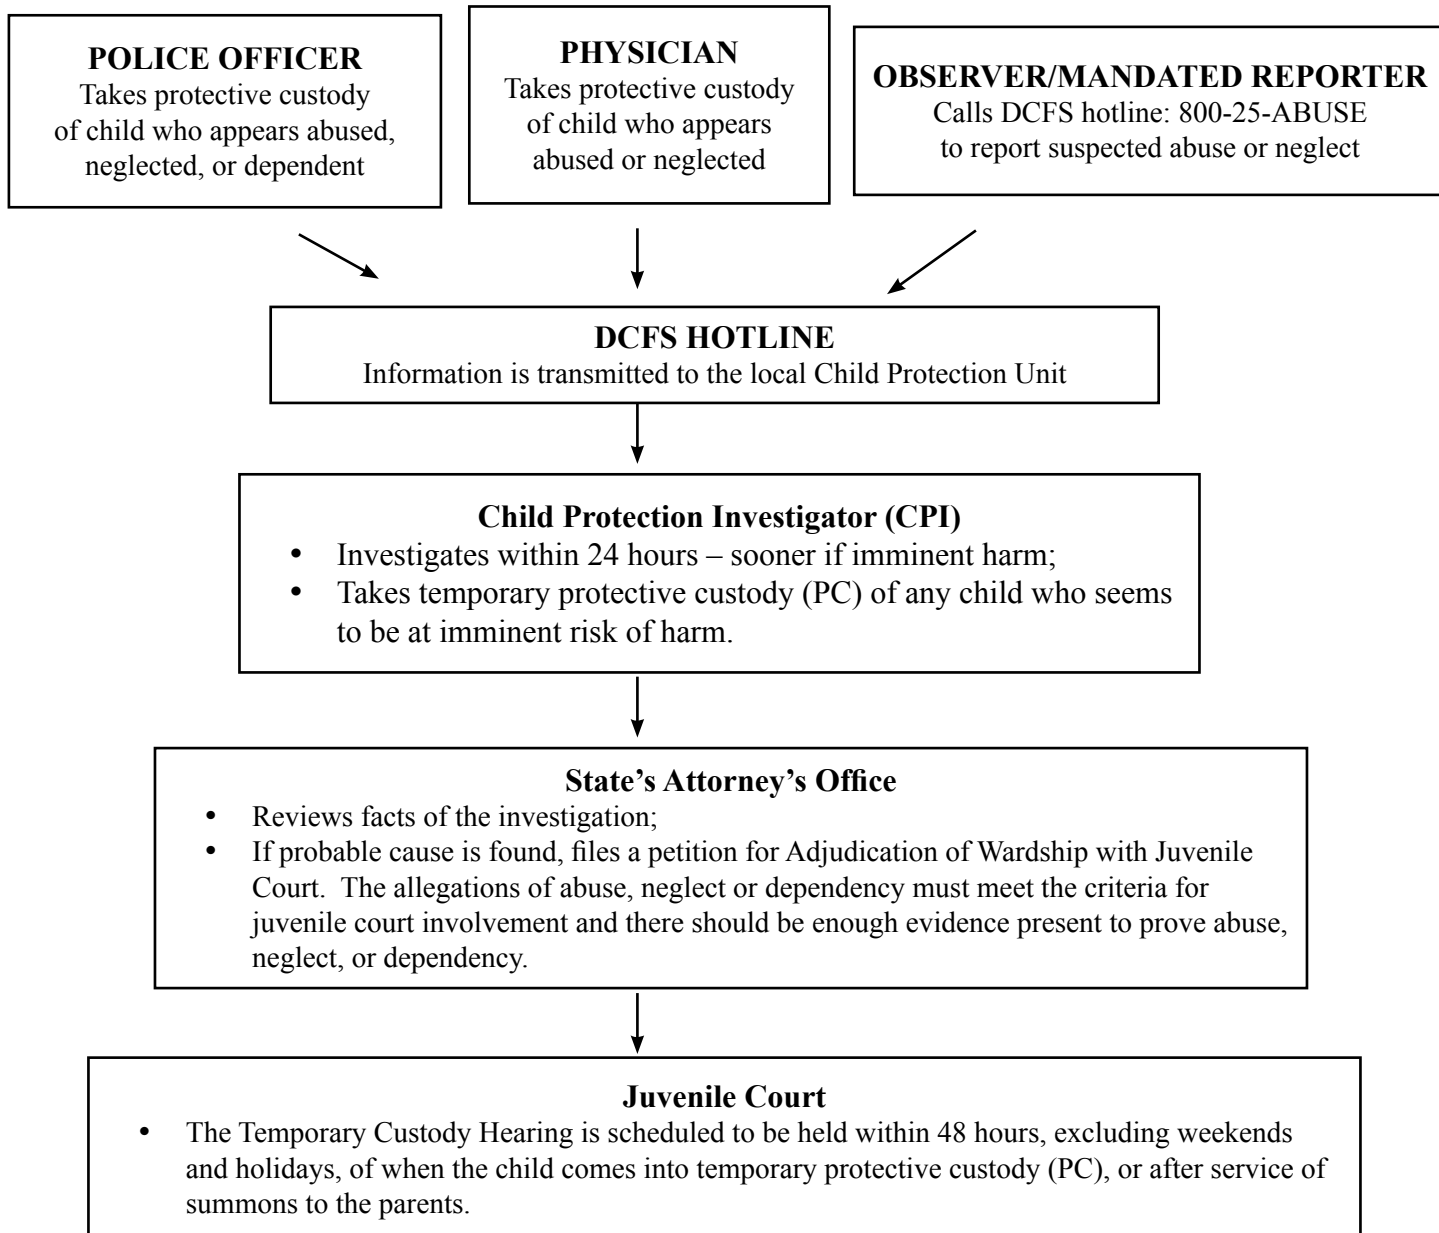 POLICE OFFICER
Takes protective custody
of child who appears abused,
neglected, or dependent
PHYSICIAN
Takes protective custody
of child who appears
abused or neglected
OBSERVER/MANDATED REPORTER
Calls DCFS hotline: 800-25-ABUSE
to report suspected abuse or neglect
DCFS HOTLINE
Information is transmitted to the local Child Protection Unit
Child Protection Investigator (CPI)
• Investigates within 24 hours – sooner if imminent harm;
• Takes temporary protective custody (PC) of any child who seems
to be at imminent risk of harm.
State’s Attorney’s Office
• Reviews facts of the investigation;
• If probable cause is found, files a petition for Adjudication of Wardship with Juvenile
Court.  The allegations of abuse, neglect or dependency must meet the criteria for
juvenile court involvement and there should be enough evidence present to prove abuse,
neglect, or dependency.
Juvenile Court
• The Temporary Custody Hearing is scheduled to be held within 48 hours, excluding weekends
and holidays, of when the child comes into temporary protective custody (PC), or after service of
summons to the parents.